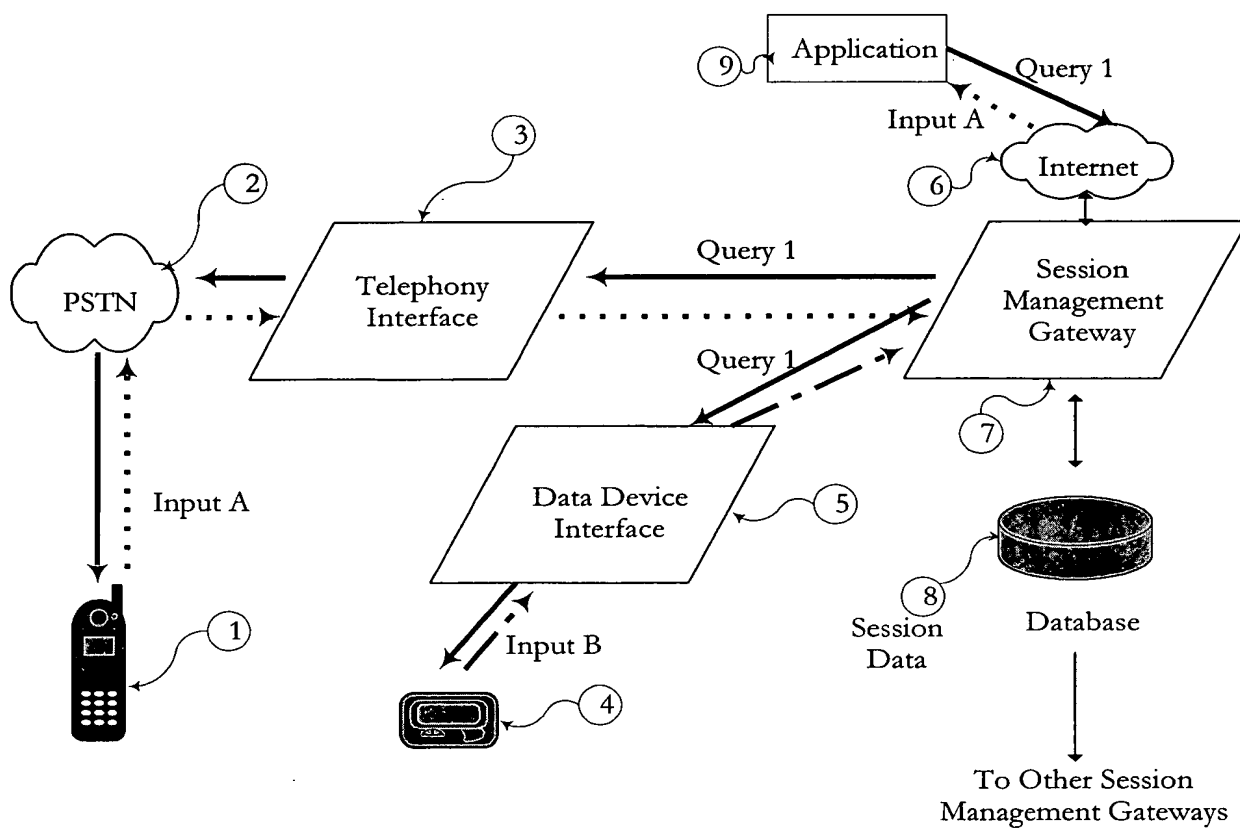 Application
9
Query 1
Input A
3
Internet
6
2
Query 1
Session
Management
Gateway
Telephony
Interface
PSTN
Query 1
7
Data Device
Interface
5
Input A
8
Database
Session
Data
1
Input B
4
To Other Session
Management Gateways